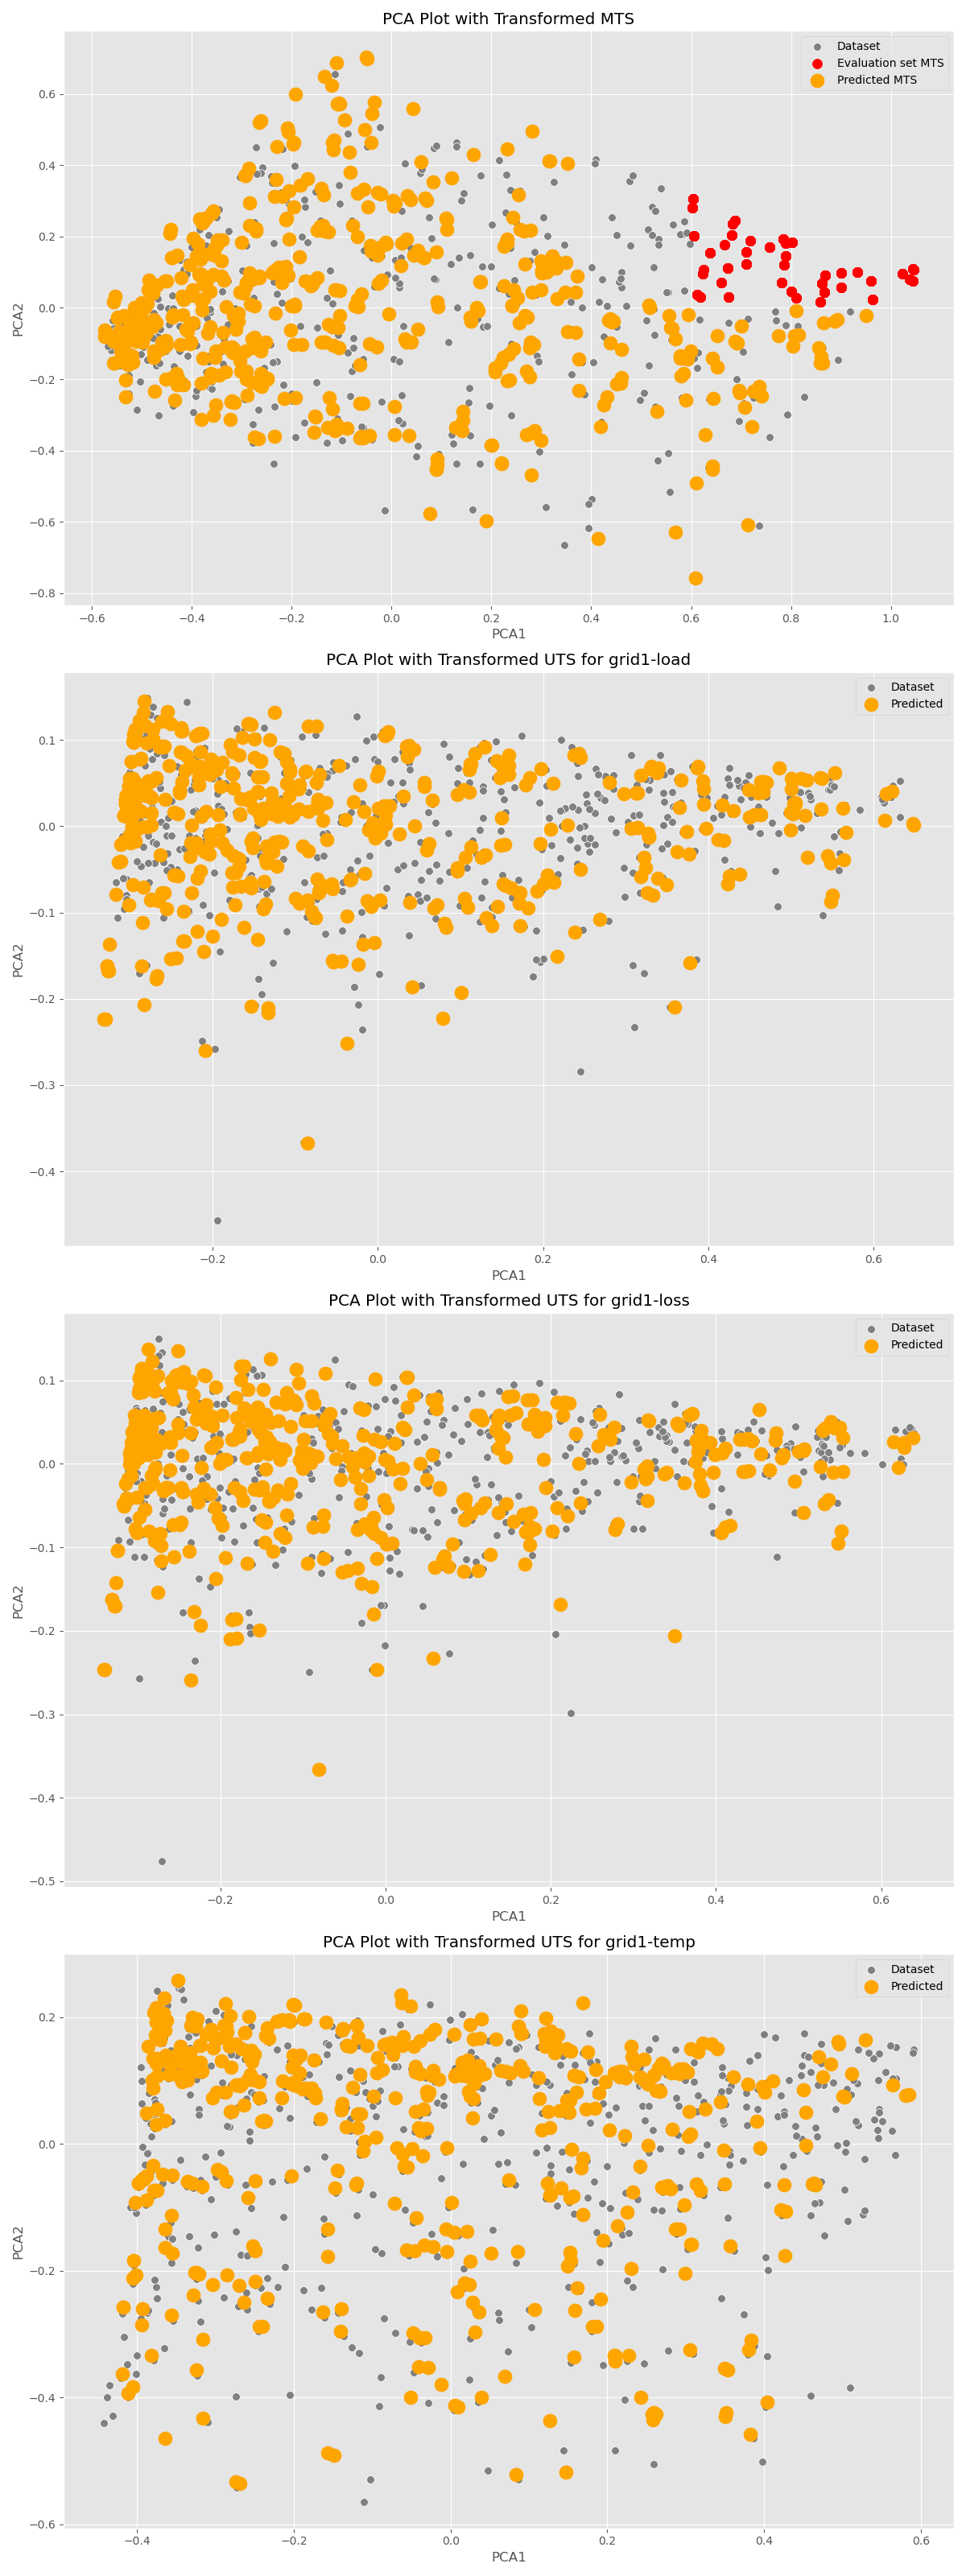 PCA Plot with Transformed MTS
Dataset
Evaluation set MTS
Predicted MTS
0.6
0.4
0.2
0.0
−0.2
−0.4
−0.6
−0.8
PCA2
−0.6 −0.4 −0.2 0.0 0.2 0.4 0.6 0.8 1.0
PCA1
PCA Plot with Transformed UTS for grid1-load
Dataset
Predicted
0.1
0.0
−0.1
−0.2
−0.3
−0.4
PCA2
−0.2 0.0 0.2 0.4 0.6
PCA1
PCA Plot with Transformed UTS for grid1-loss
Dataset
Predicted
0.1
0.0
−0.1
−0.2
−0.3
−0.4
−0.5
PCA2
−0.2 0.0 0.2 0.4 0.6
PCA1
PCA Plot with Transformed UTS for grid1-temp
Dataset
Predicted
0.2
0.0
−0.2
−0.4
−0.6
PCA2
−0.4 −0.2 0.0 0.2 0.4 0.6
PCA1